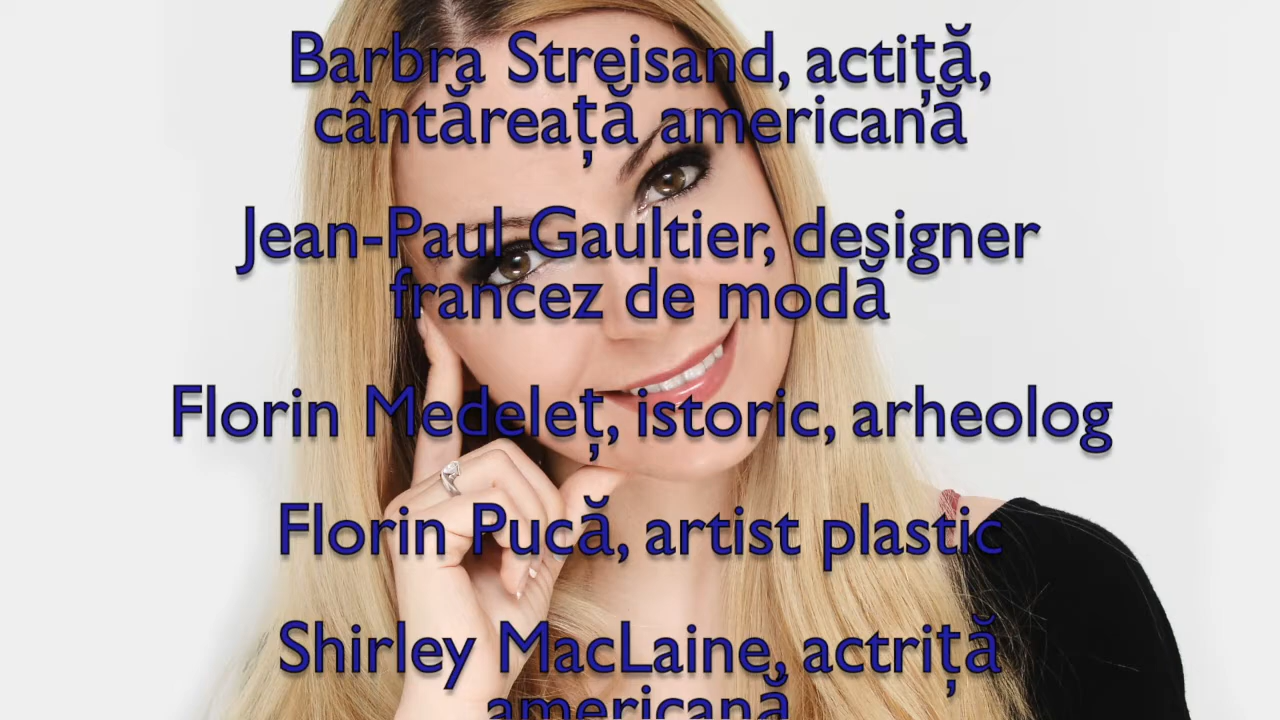 Barbra Streisand, actiță,
cântăreață americană
Jean-Paul Gaultier, designer
francez de modă
Florin Medeleț, istoric, arheolog
Florin Pucă, artist plastic
Shirley MacLaine, actriță
americană